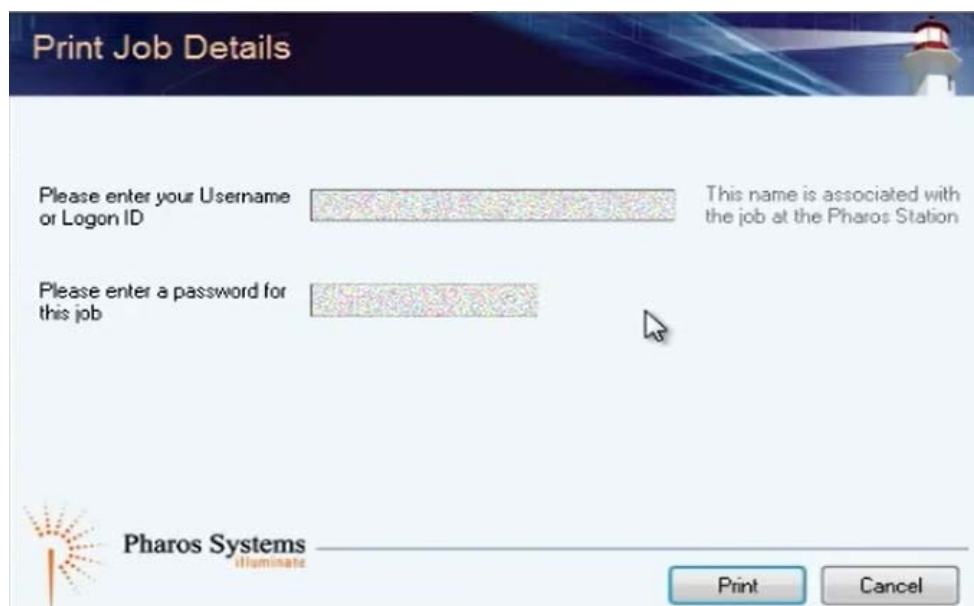 Print Job Details
Please enter your Username
or Logon ID
This name is associated with
the job at the Pharos Station
Please enter a password for
this job
Pharos Systems
illuminate
Print
Cancel